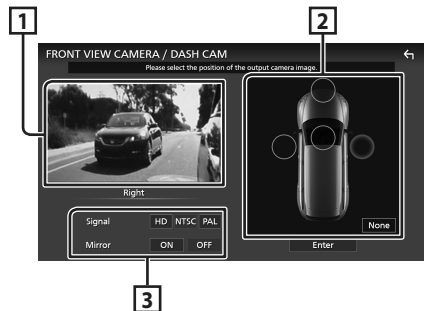 1
2
FRONT VIEW CAMERA / DASH CAM
Please select the position of the output camera image.
Right
Signal HD NTSC PAL
None
Mirror ON OFF
Enter
3